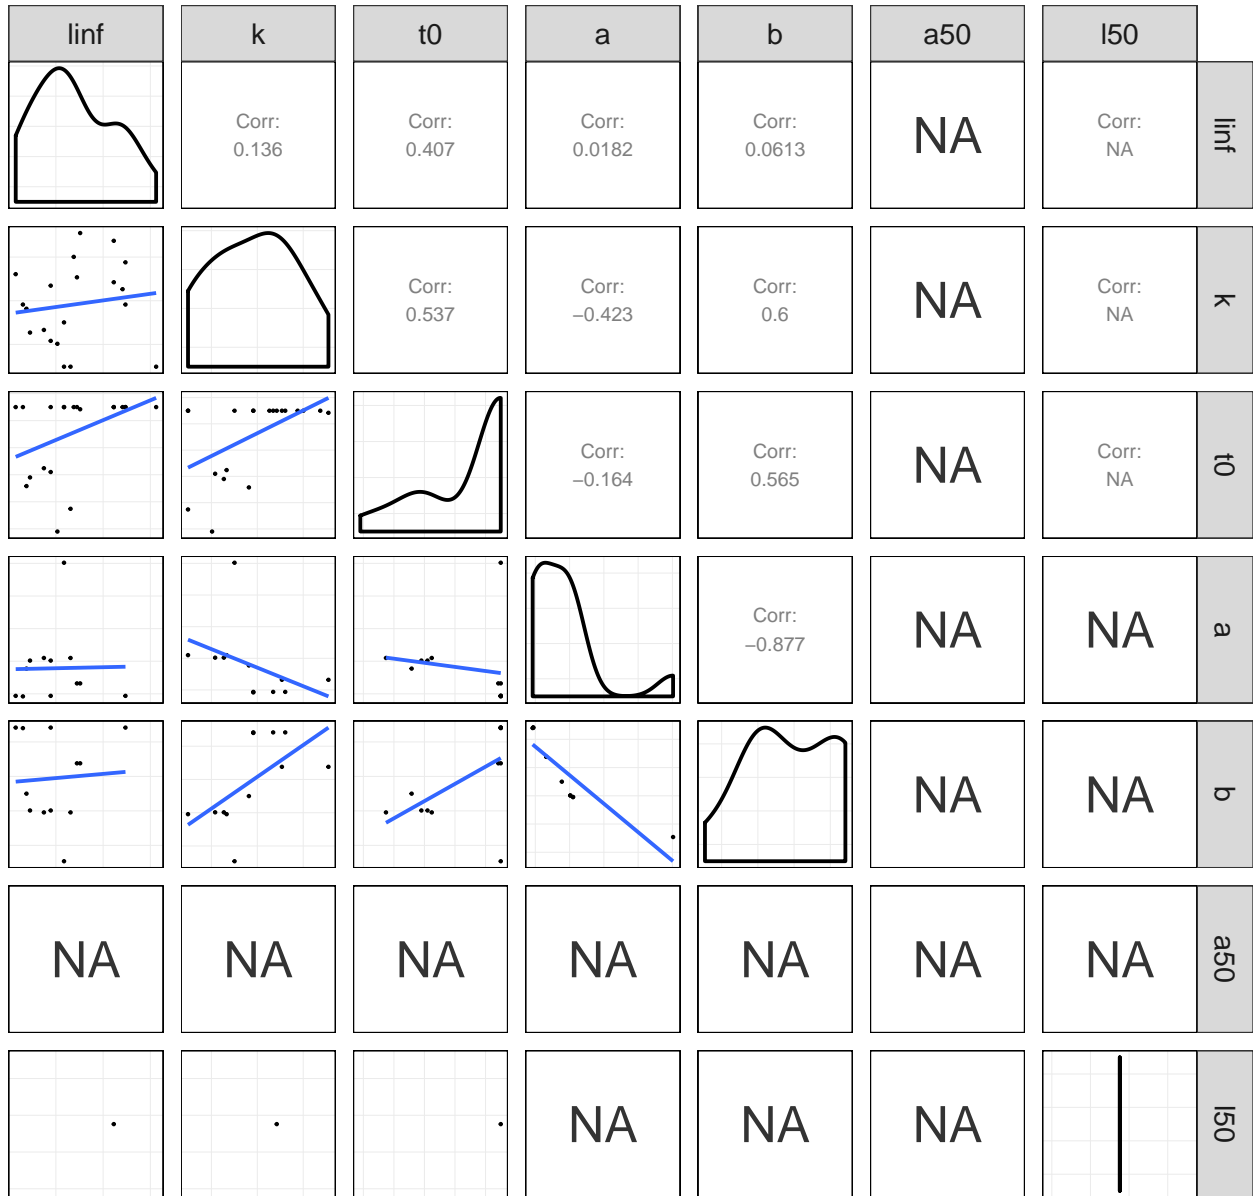 linf k t0 a b a50 l50
Corr: Corr: Corr: Corr: NA Corr: linf
0.136 0.407 0.0182 0.0613 NA
Corr: Corr: Corr: NA Corr: k
0.537 −0.423 0.6 NA
Corr: Corr: NA Corr: t0
−0.164 0.565 NA
Corr: NA NA a
−0.877
NA NA b
NA NA NA NA NA NA NA a50
NA NA NA l50